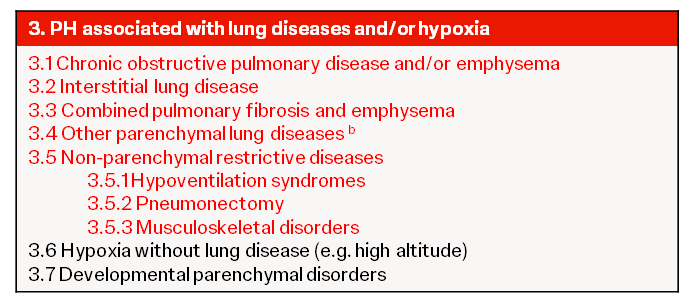 3. PH associated with lung diseases and/or hypoxia
3.1 Chronic obstructive pulmonary disease and/or emphysema
3.2 Interstitial lung disease
3.3 Combined pulmonary fibrosis and emphysema
3.4 Other parenchymal lung diseases b
3.5 Non-parenchymal restrictive diseases
3.5.1 Hypoventilation syndromes
3.5.2 Pneumonectomy
3.5.3 Musculoskeletal disorders
3.6 Hypoxia without lung disease (e.g. high altitude)
3.7 Developmental parenchymal disorders